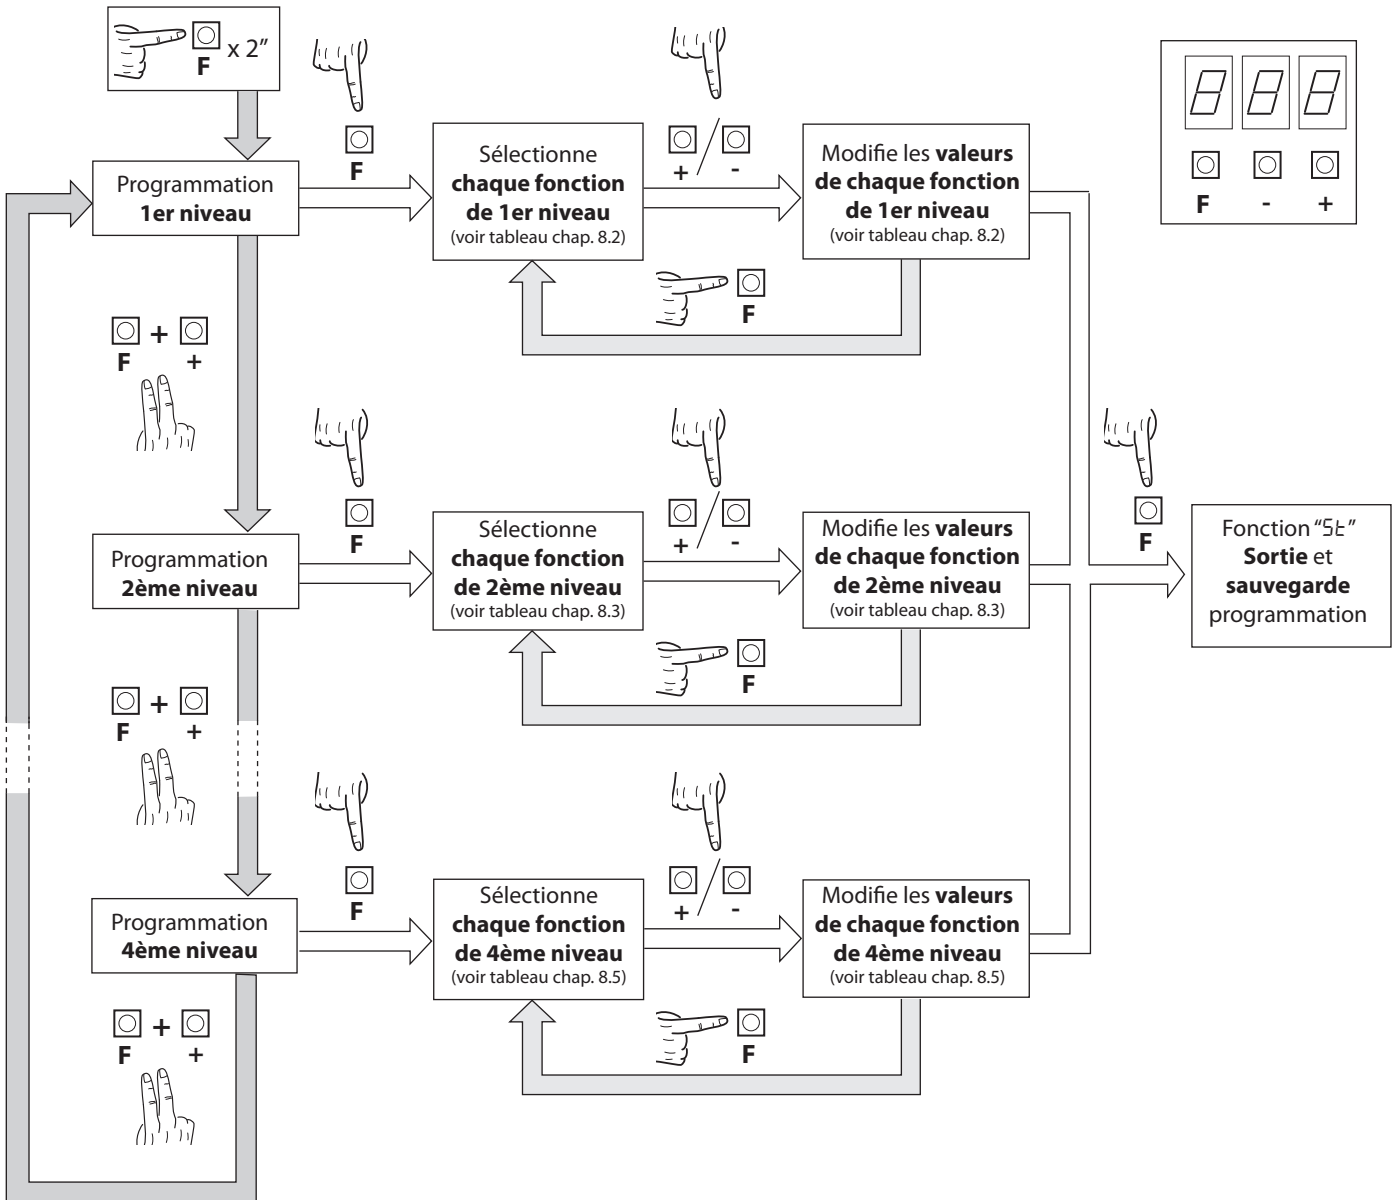 F x 2"
F
+ / -
F - +
Programmation
1er niveau
Sélectionne
chaque fonction
de 1er niveau
(voir tableau chap. 8.2)
Modifie les valeurs
de chaque fonction
de 1er niveau
(voir tableau chap. 8.2)
F
+
F +
F
+ / -
F
Programmation
2ème niveau
Sélectionne
chaque fonction
de 2ème niveau
(voir tableau chap. 8.3)
Modifie les valeurs
de chaque fonction
de 2ème niveau
(voir tableau chap. 8.3)
Fonction “St”
Sortie et
sauvegarde
programmation
F
+
F +
F
+ / -
Programmation
4ème niveau
Sélectionne
chaque fonction
de 4ème niveau
(voir tableau chap. 8.5)
Modifie les valeurs
de chaque fonction
de 4ème niveau
(voir tableau chap. 8.5)
F
+
F +